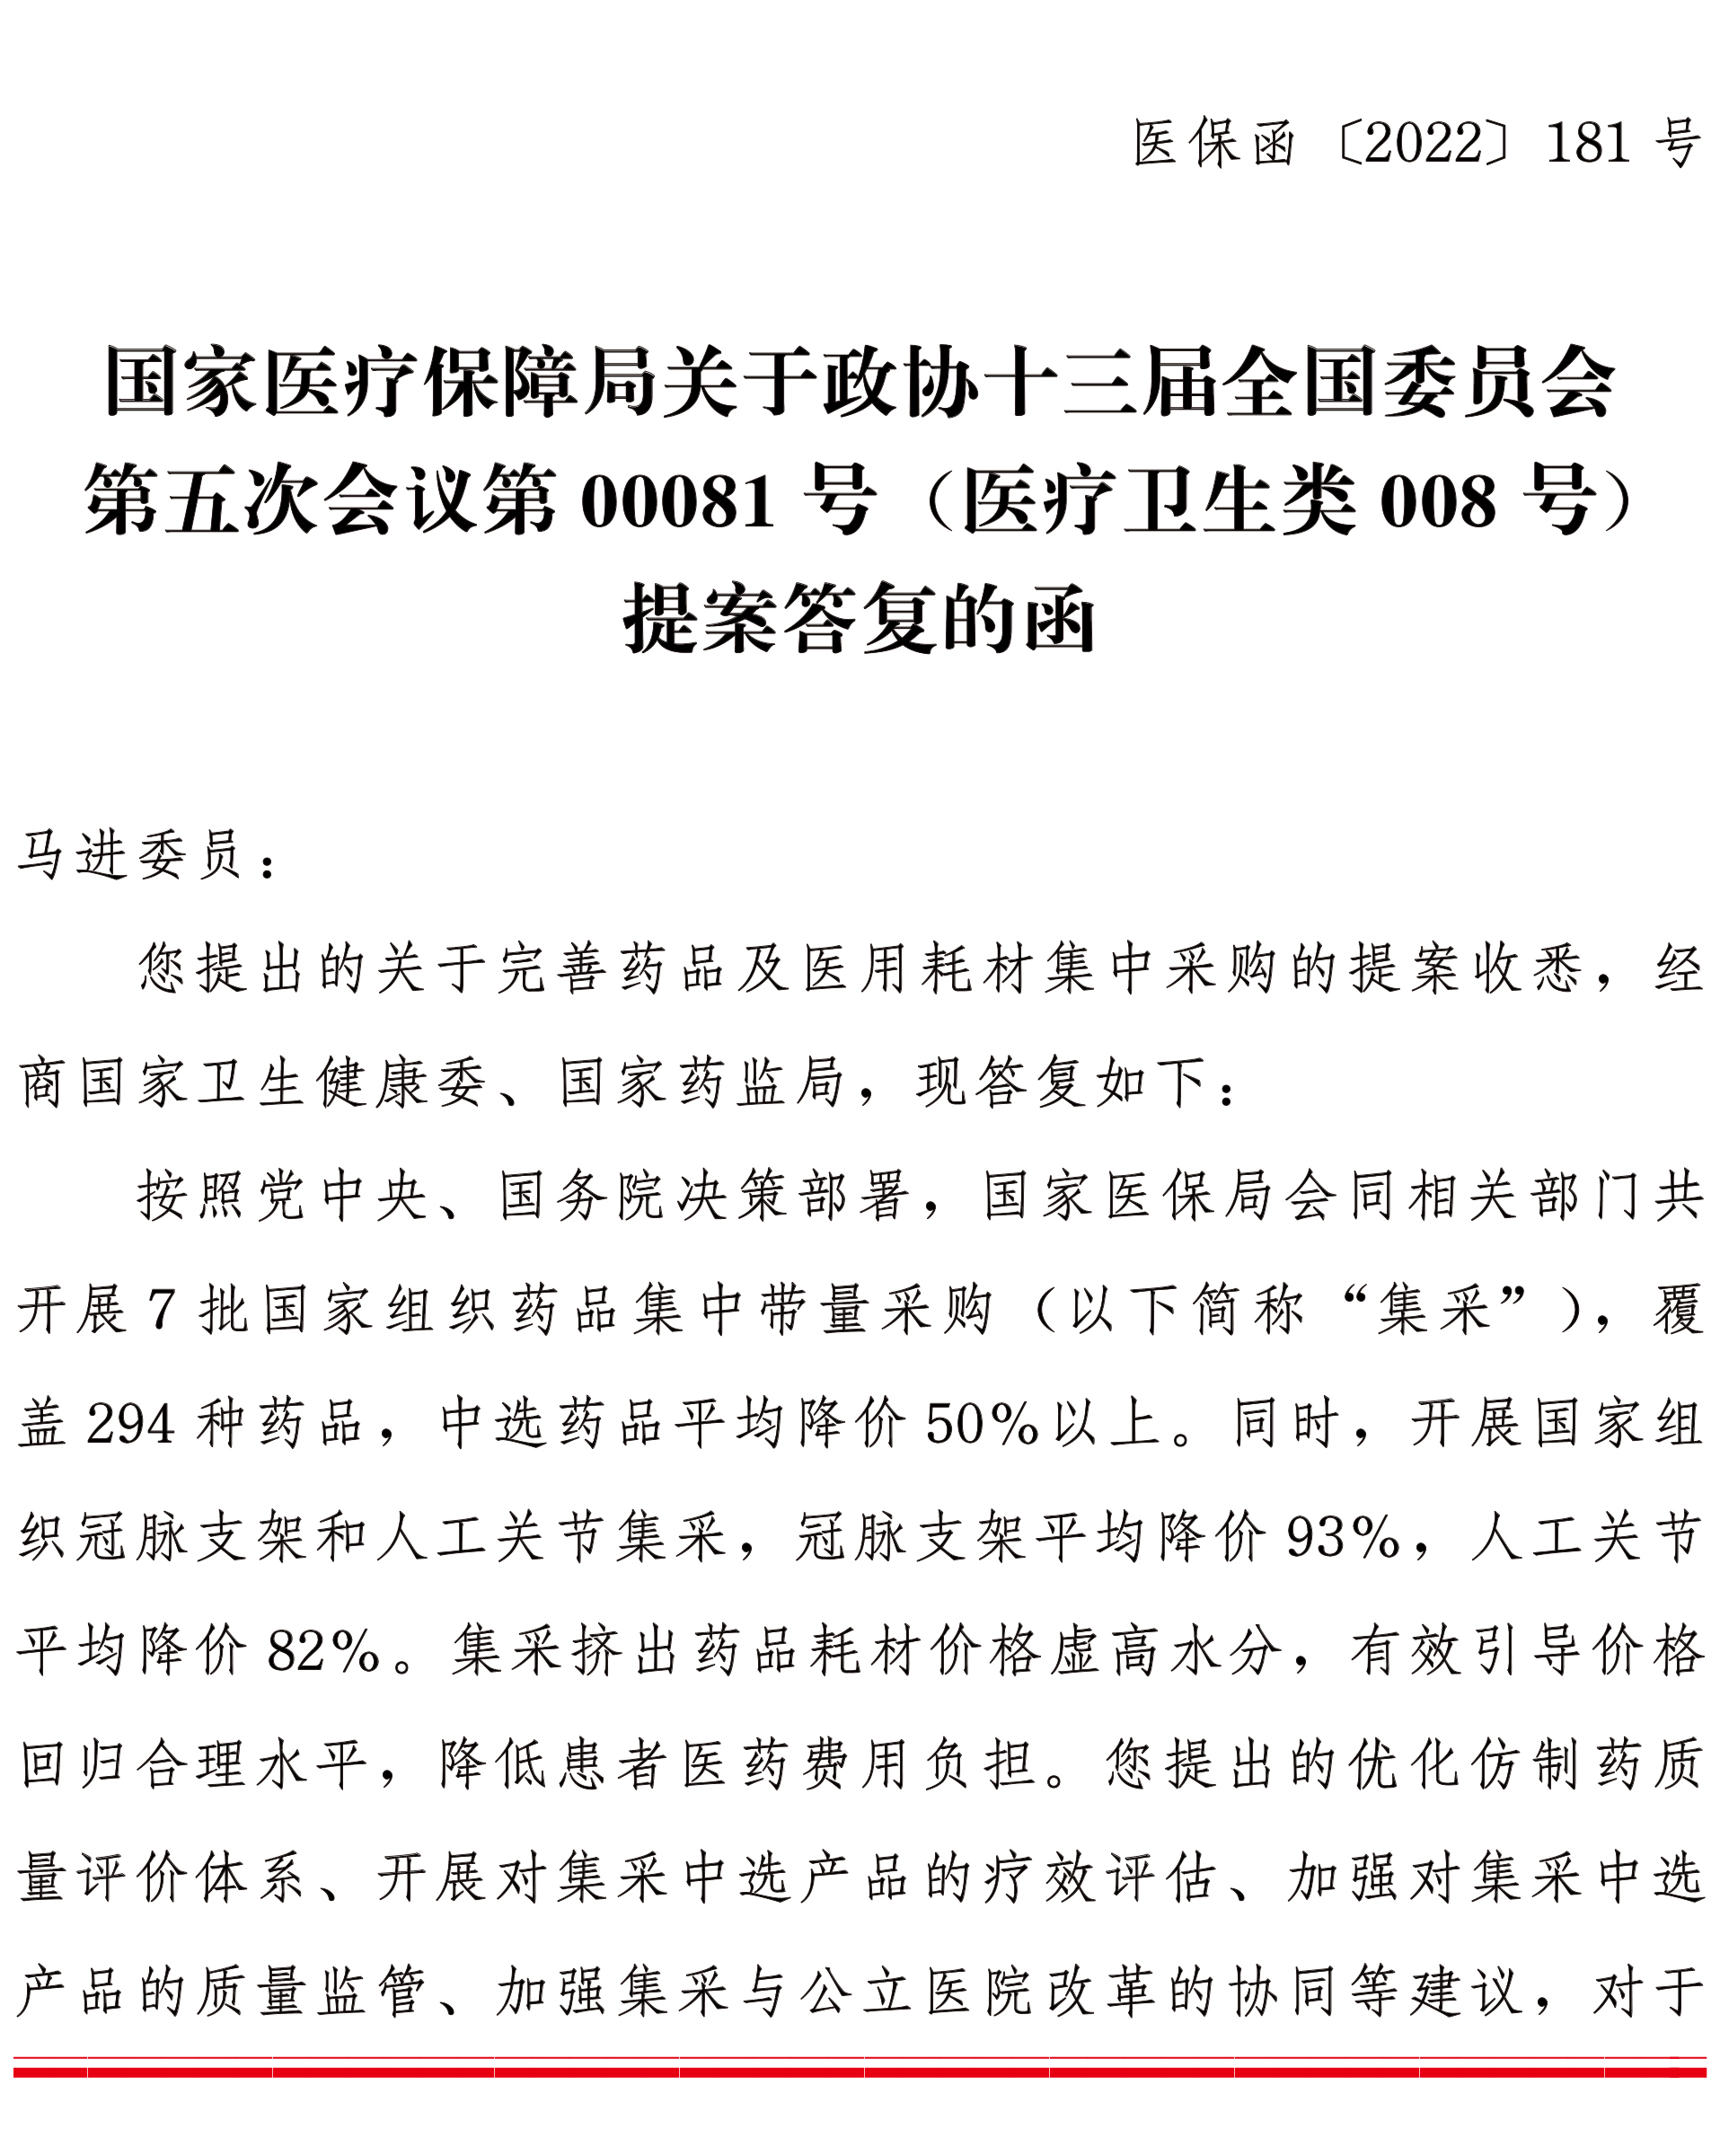 医保函〔2022〕181 号
国家医疗保障局关于政协十三届全国委员会
第五次会议第 00081 号（医疗卫生类 008 号）
提案答复的函
马进委员：
您提出的关于完善药品及医用耗材集中采购的提案收悉，经
商国家卫生健康委、国家药监局，现答复如下：
按照党中央、国务院决策部署，国家医保局会同相关部门共
开展 7 批国家组织药品集中带量采购（以下简称“集采”），覆
盖 294 种药品，中选药品平均降价 50%以上。同时，开展国家组
织冠脉支架和人工关节集采，冠脉支架平均降价 93%，人工关节
平均降价 82%。集采挤出药品耗材价格虚高水分，有效引导价格
回归合理水平，降低患者医药费用负担。您提出的优化仿制药质
量评价体系、开展对集采中选产品的疗效评估、加强对集采中选
产品的质量监管、加强集采与公立医院改革的协同等建议，对于